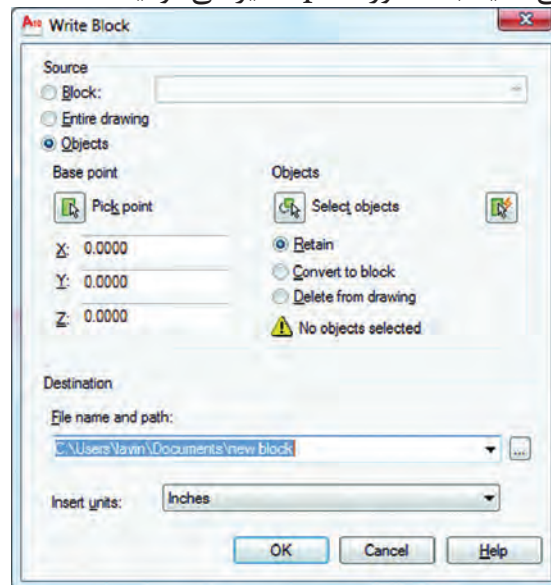 Write Block
Source
Block:
Entire drawing
Objects
Base point
Pick point
X: 0.0000
Y: 0.0000
Z: 0.0000
Objects
Select objects
Retain
Convert to block
Delete from drawing
No objects selected
Destination
File name and path:
C:\Users\lavin\Documents\new block
...
Insert units: Inches
OK Cancel Help